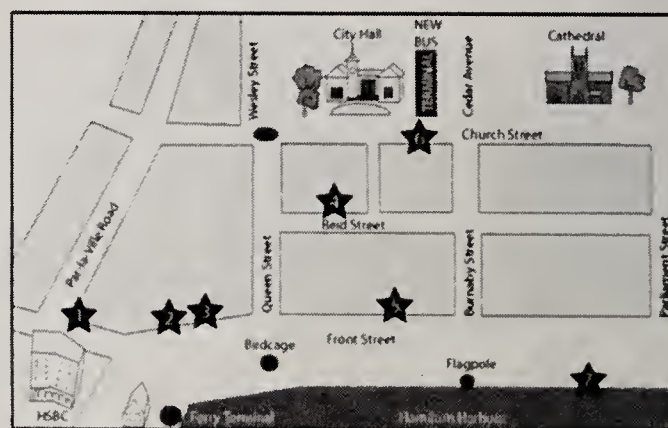 City Hall
NEW
BUS
TERMINAL
Cathedral
Wesley Street
Cedar Avenue
6
Church Street
4
Reid Street
Par-la-Ville Road
Queen Street
Burnaby Street
Parliament Street
1
2
3
5
Front Street
Birdcage
Flagpole
7
HSBC
Ferry Terminal
Hamilton Harbour